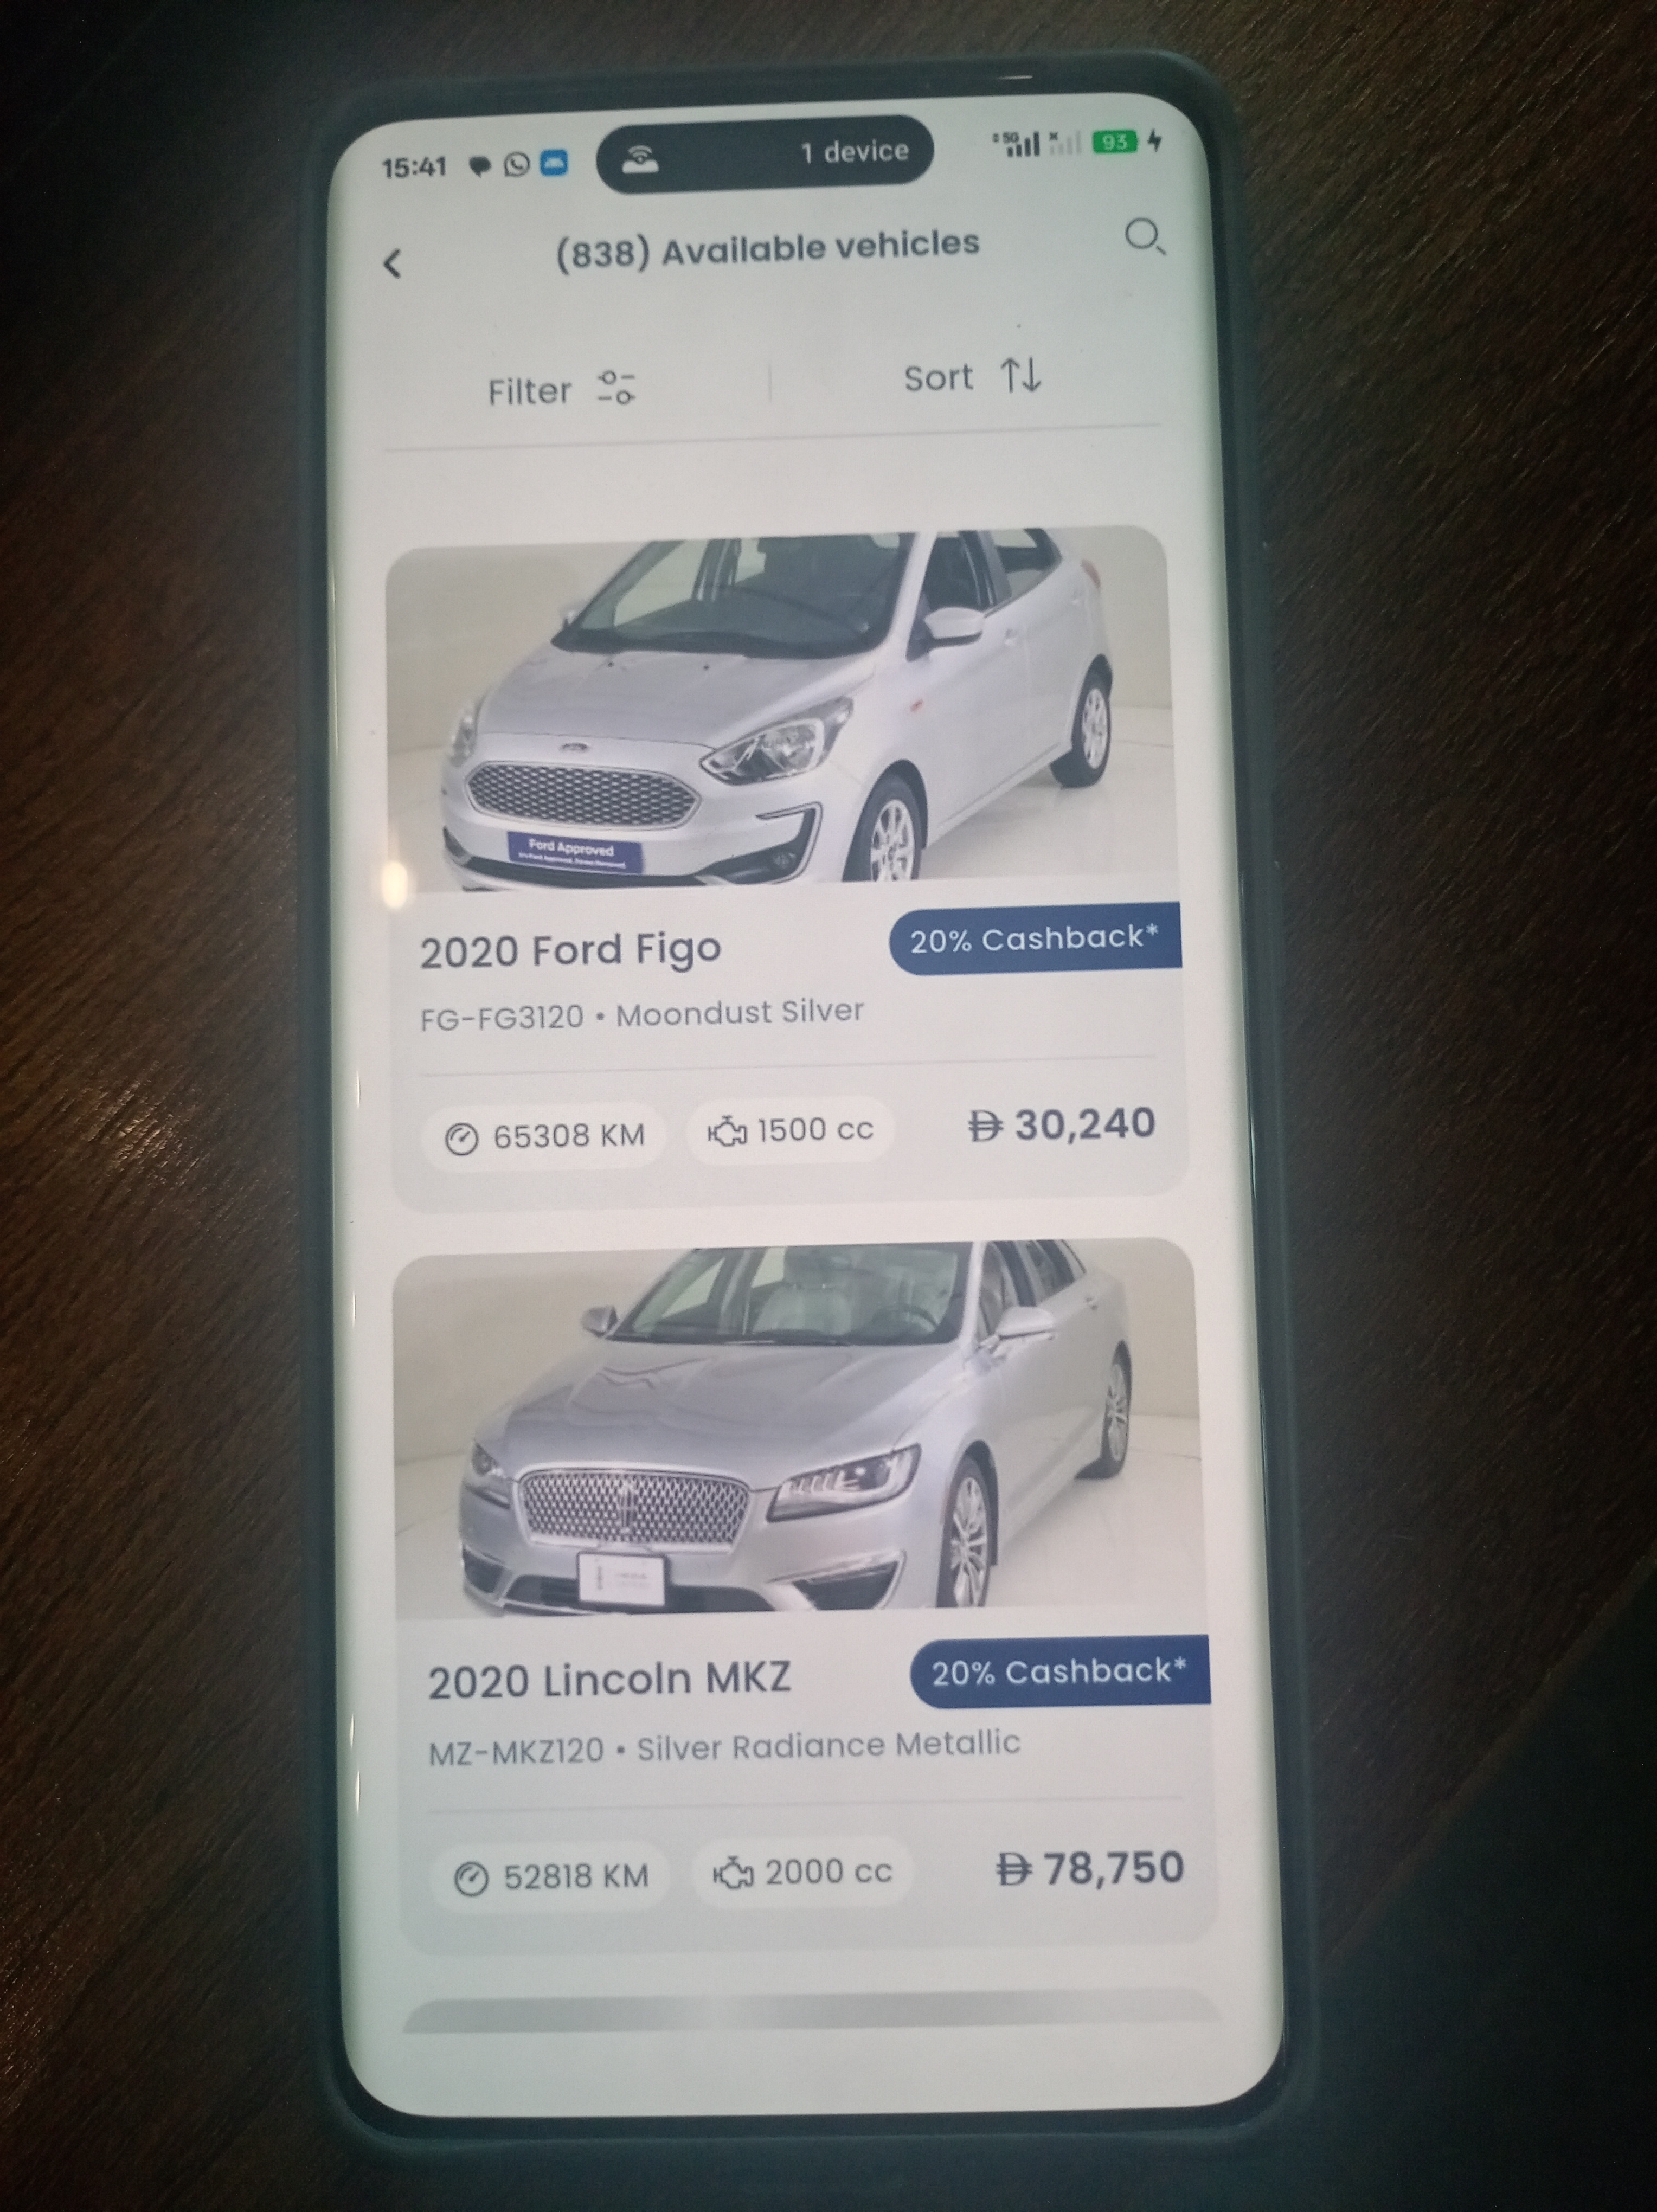 15:41
1 device
5G
93
(838) Available vehicles
Filter
Sort
Ford Approved
2020 Ford Figo
20% Cashback*
FG-FG3120 • Moondust Silver
65308 KM
1500 cc
30,240
2020 Lincoln MKZ
20% Cashback*
MZ-MKZ120 • Silver Radiance Metallic
52818 KM
2000 cc
78,750